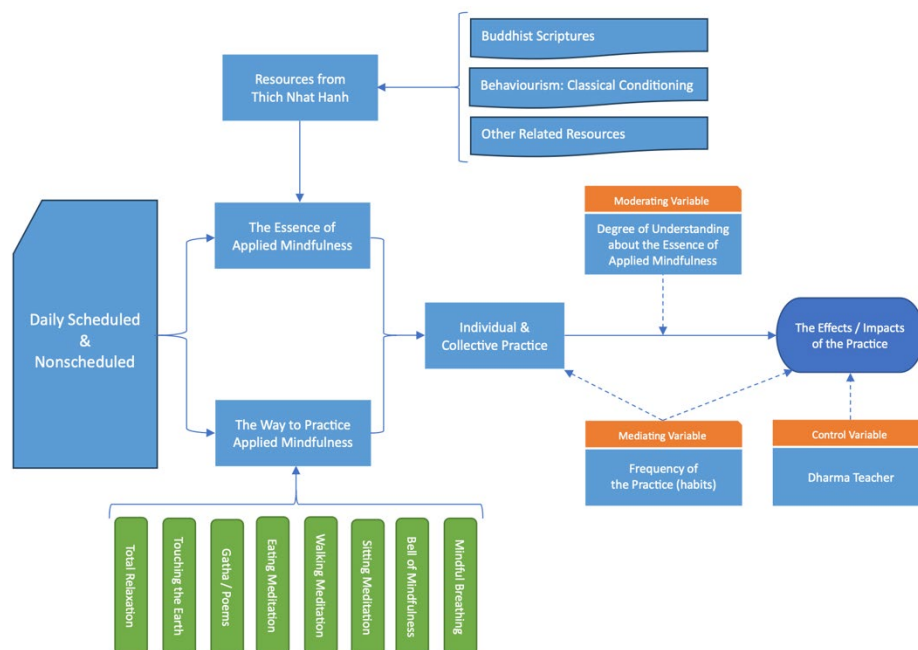 Buddhist Scriptures
Resources from
Thich Nhat Hanh
Behaviourism: Classical Conditioning
Other Related Resources
Daily Scheduled
&
Nonscheduled
The Essence of
Applied Mindfulness
The Way to Practice
Applied Mindfulness
Individual &
Collective Practice
Moderating Variable
Degree of Understanding
about the Essence of
Applied Mindfulness
The Effects / Impacts
of the Practice
Mediating Variable
Frequency of
the Practice (habits)
Control Variable
Dharma Teacher
Total Relaxation
Touching the Earth
Gatha / Poems
Eating Meditation
Walking Meditation
Sitting Meditation
Bell of Mindfulness
Mindful Breathing